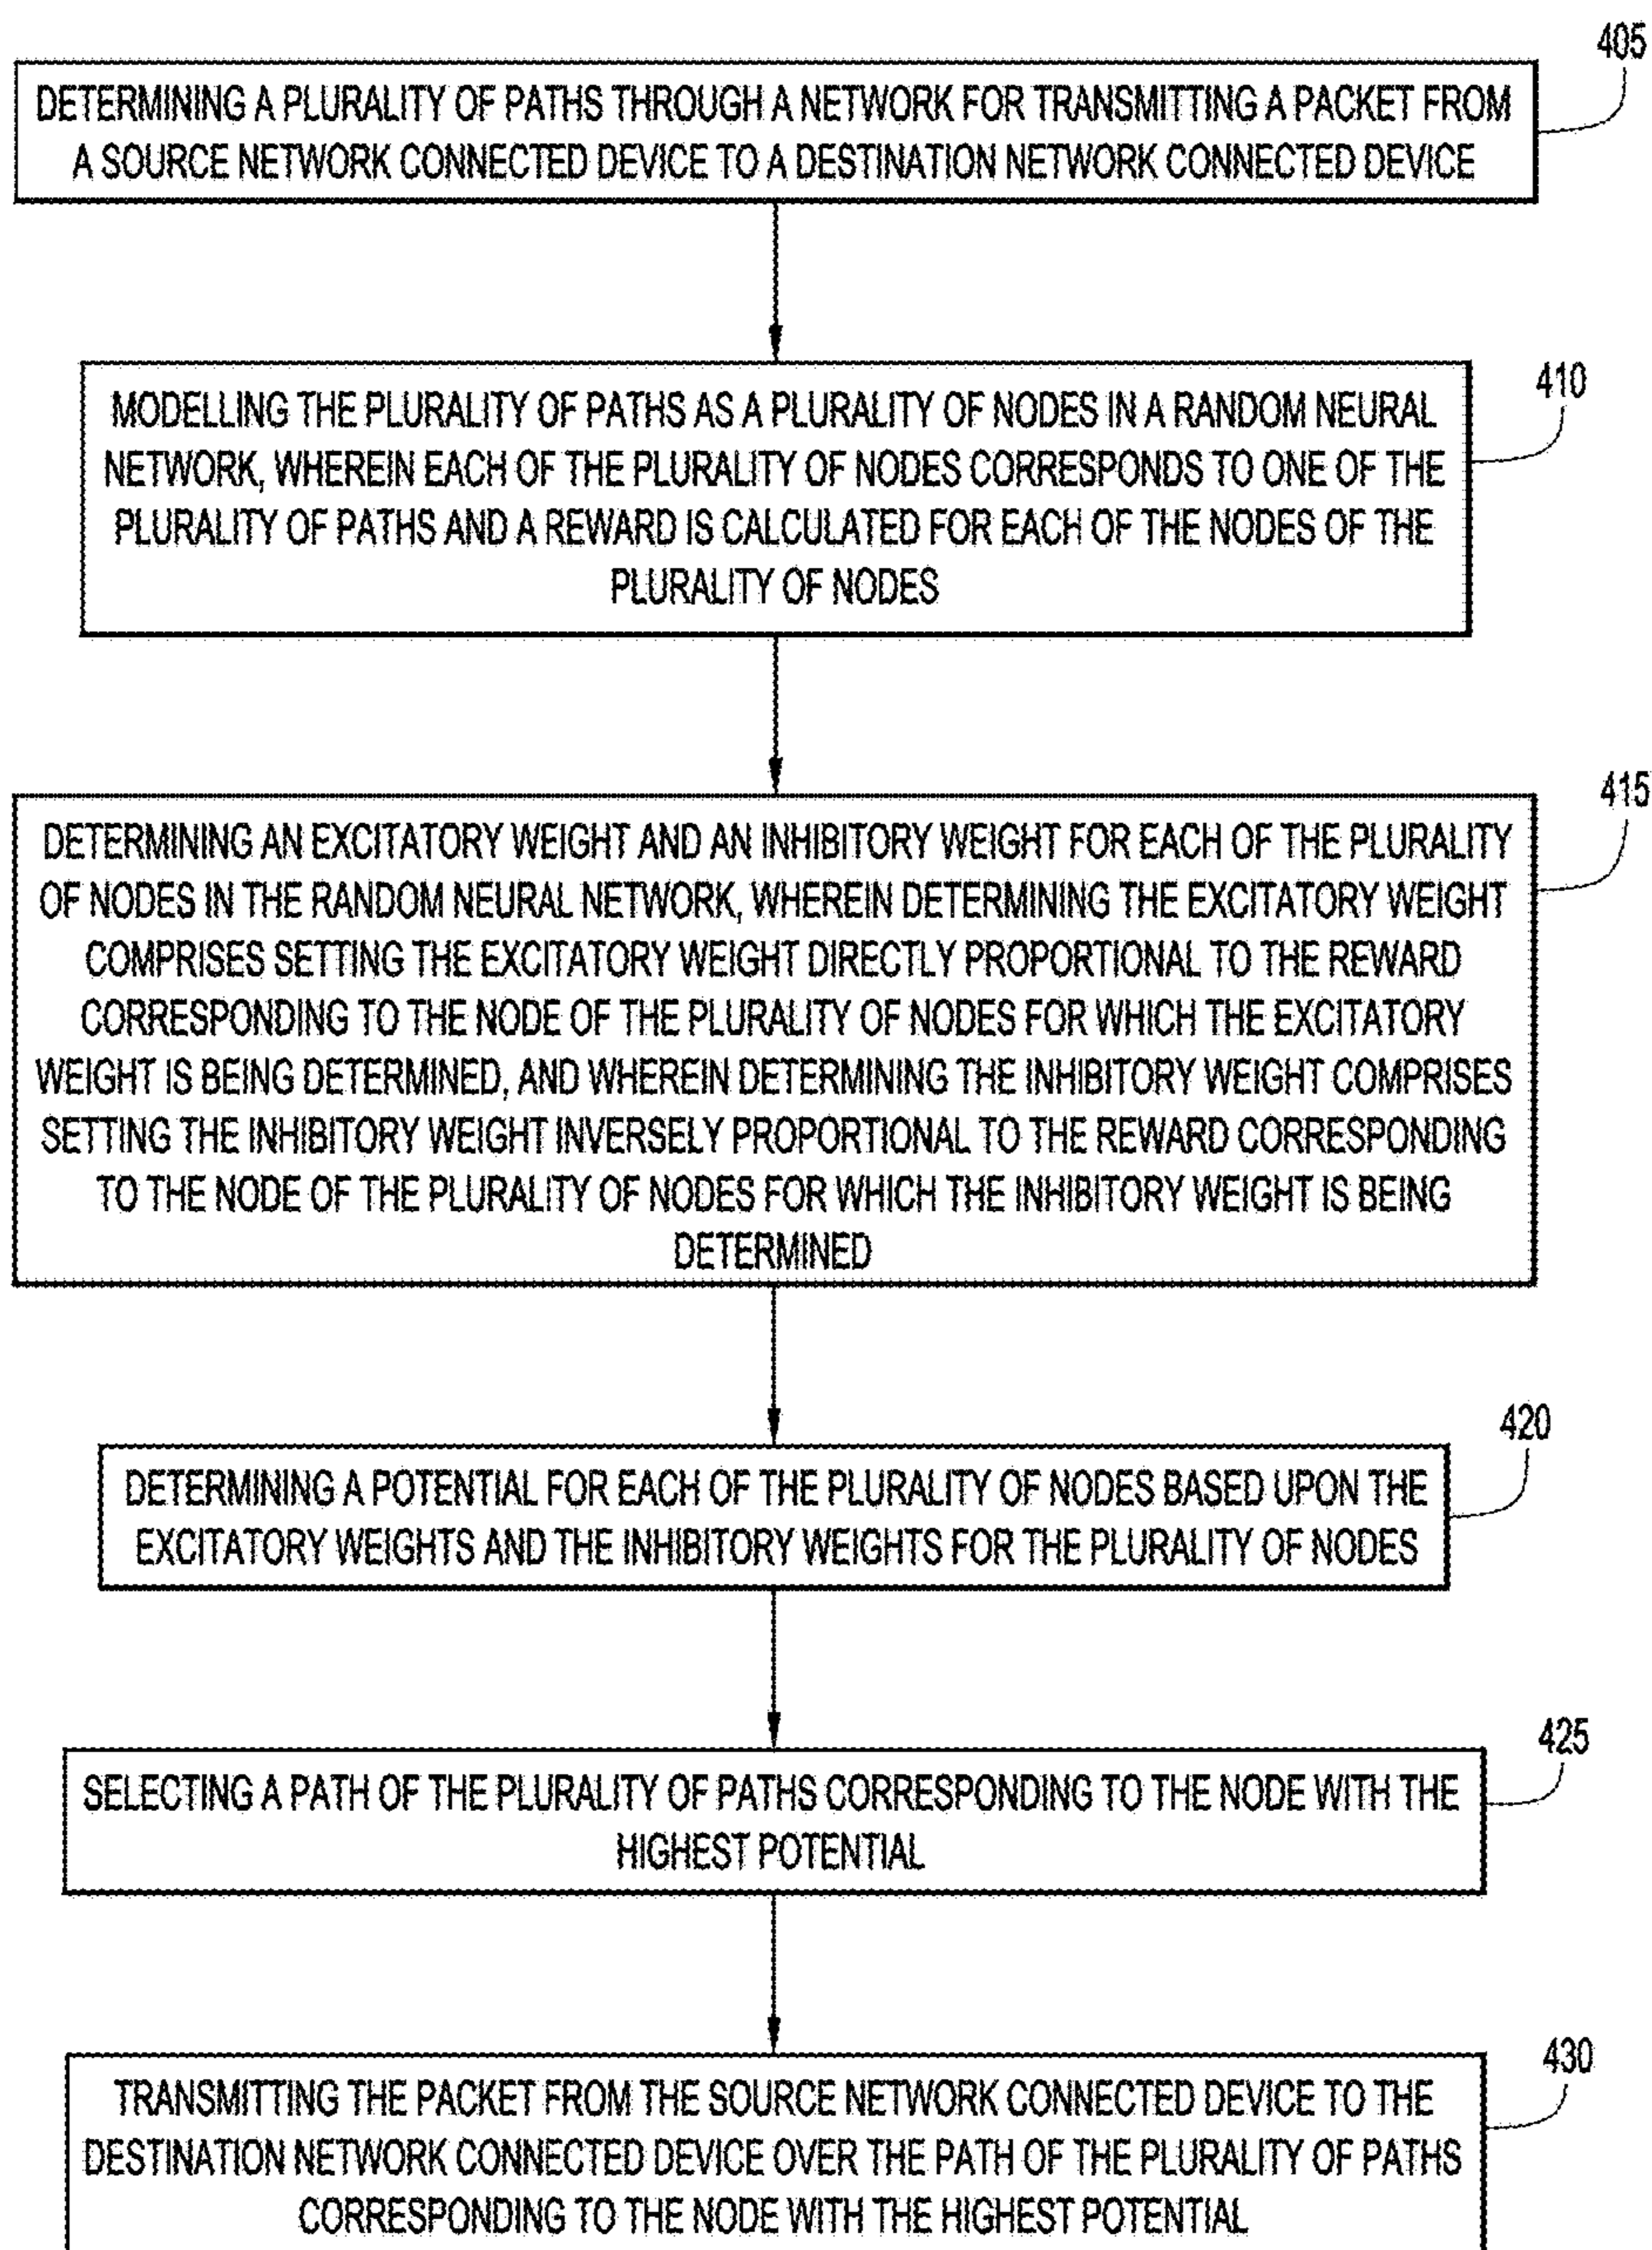 405
DETERMINING A PLURALITY OF PATHS THROUGH A NETWORK FOR TRANSMITTING A PACKET FROM
A SOURCE NETWORK CONNECTED DEVICE TO A DESTINATION NETWORK CONNECTED DEVICE
410
MODELLING THE PLURALITY OF PATHS AS A PLURALITY OF NODES IN A RANDOM NEURAL
NETWORK, WHEREIN EACH OF THE PLURALITY OF NODES CORRESPONDS TO ONE OF THE
PLURALITY OF PATHS AND A REWARD IS CALCULATED FOR EACH OF THE NODES OF THE
PLURALITY OF NODES
415
DETERMINING AN EXCITATORY WEIGHT AND AN INHIBITORY WEIGHT FOR EACH OF THE PLURALITY
OF NODES IN THE RANDOM NEURAL NETWORK, WHEREIN DETERMINING THE EXCITATORY WEIGHT
COMPRISES SETTING THE EXCITATORY WEIGHT DIRECTLY PROPORTIONAL TO THE REWARD
CORRESPONDING TO THE NODE OF THE PLURALITY OF NODES FOR WHICH THE EXCITATORY
WEIGHT IS BEING DETERMINED, AND WHEREIN DETERMINING THE INHIBITORY WEIGHT COMPRISES
SETTING THE INHIBITORY WEIGHT INVERSELY PROPORTIONAL TO THE REWARD CORRESPONDING
TO THE NODE OF THE PLURALITY OF NODES FOR WHICH THE INHIBITORY WEIGHT IS BEING
DETERMINED
420
DETERMINING A POTENTIAL FOR EACH OF THE PLURALITY OF NODES BASED UPON THE
EXCITATORY WEIGHTS AND THE INHIBITORY WEIGHTS FOR THE PLURALITY OF NODES
425
SELECTING A PATH OF THE PLURALITY OF PATHS CORRESPONDING TO THE NODE WITH THE
HIGHEST POTENTIAL
430
TRANSMITTING THE PACKET FROM THE SOURCE NETWORK CONNECTED DEVICE TO THE
DESTINATION NETWORK CONNECTED DEVICE OVER THE PATH OF THE PLURALITY OF PATHS
CORRESPONDING TO THE NODE WITH THE HIGHEST POTENTIAL